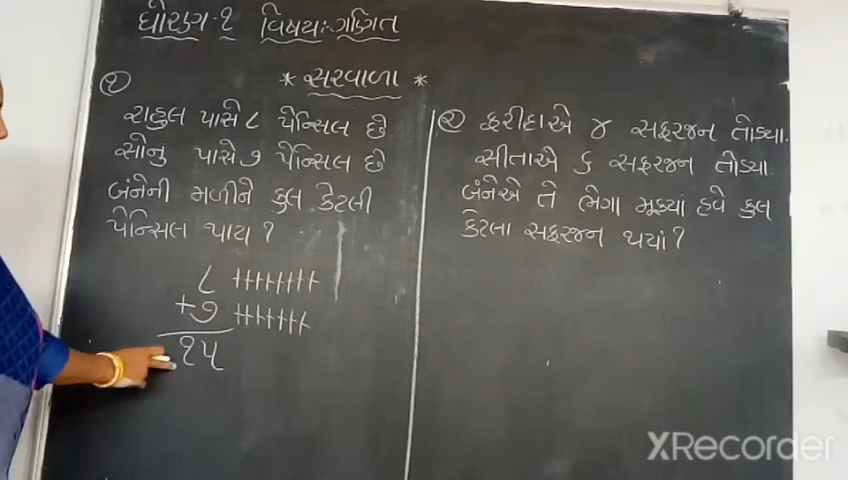 ધોરણ-૧ વિષય:- ગણિત
* સરવાળા *
૧
રાહુલ પાસે ૮ પેન્સિલ છે
સોનુ પાસે ૭ પેન્સિલ છે
બંનેની મળીને કુલ કેટલી
પેન્સિલ થાય ?
૮
+૭
૧૫
૨ ફરીદાએ ૪ સફરજન તોડ્યા.
સીતાએ ૬ સફરજન તોડ્યા.
બંનેએ તે ભેગા મૂક્યાં હવે કુલ
કેટલા સફરજન થયાં ?
XRecorder